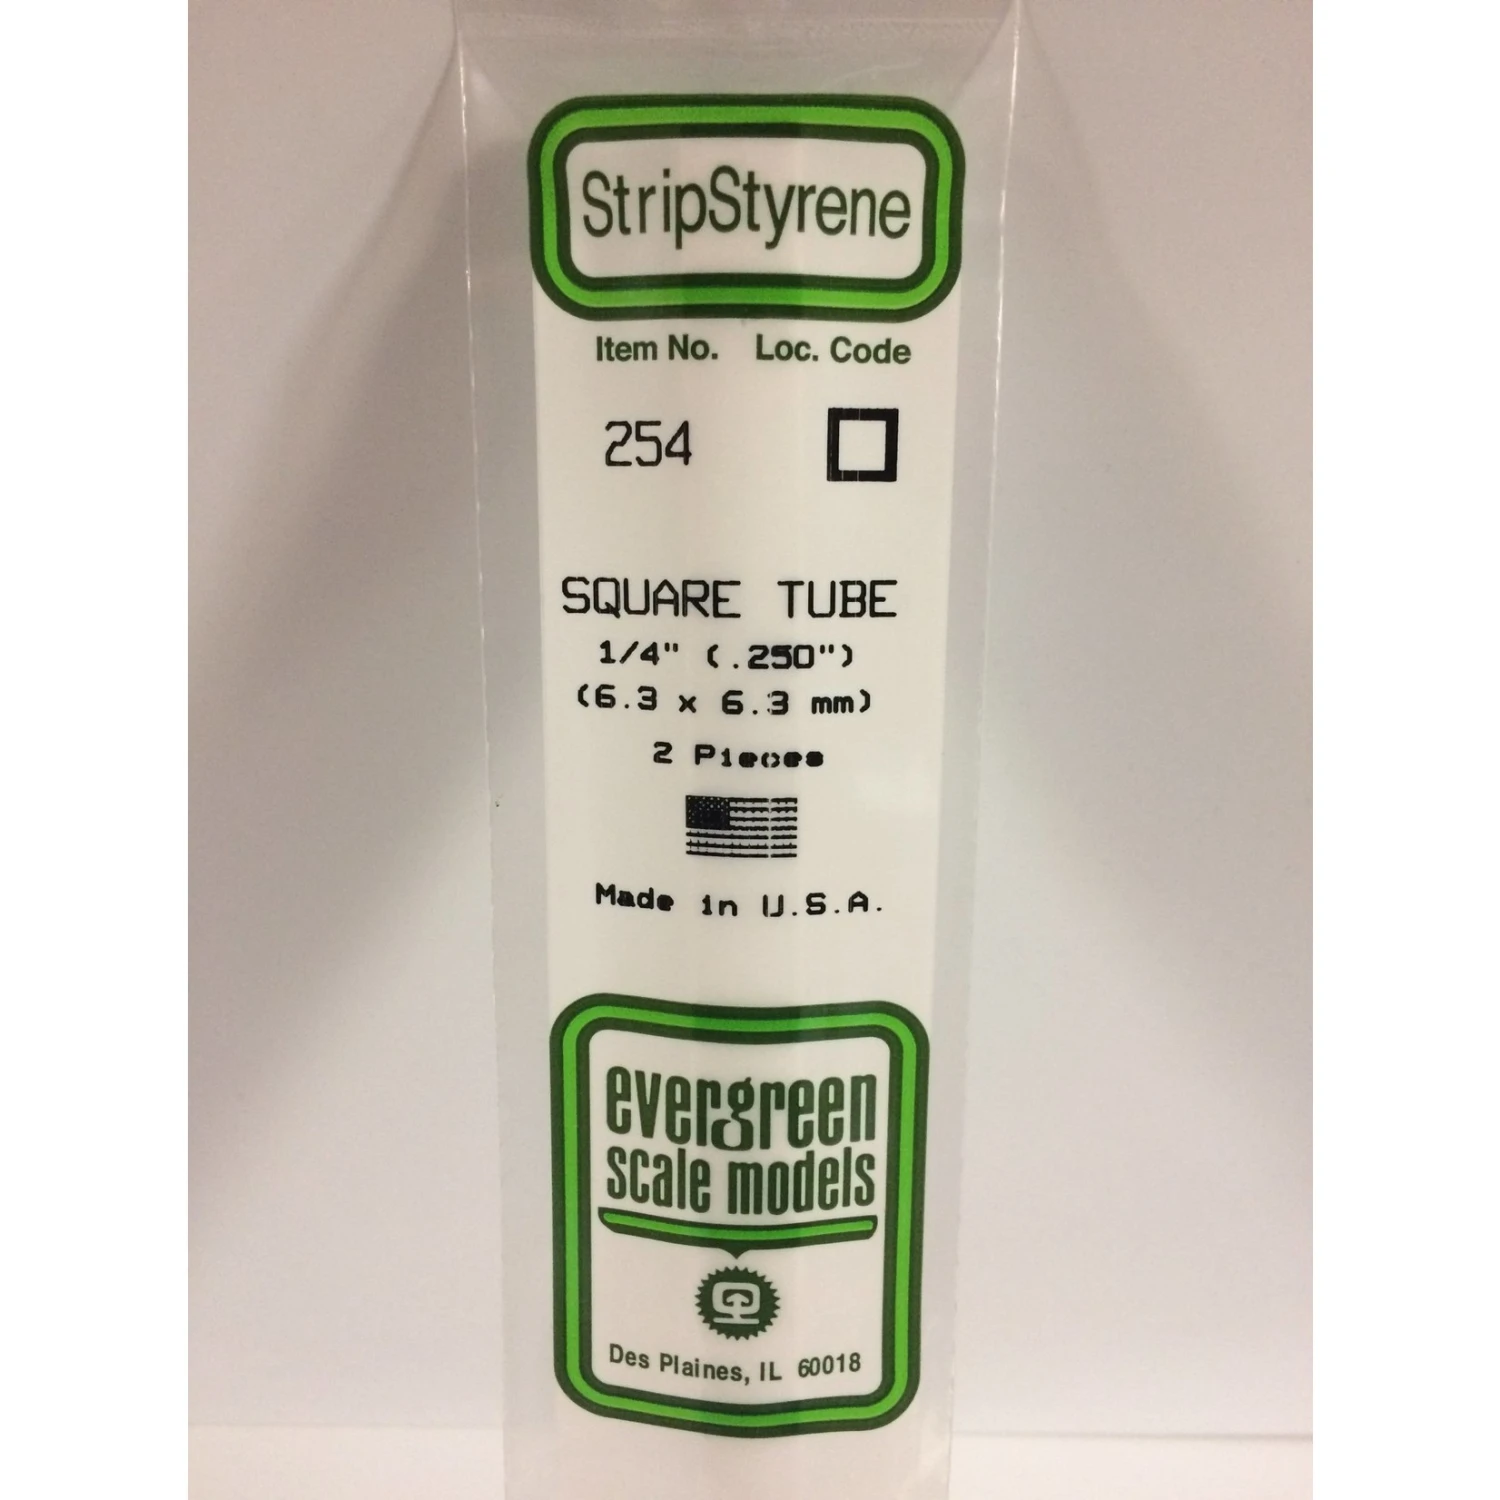 StripStyrene
Item No. Loc. Code
254
SQUARE TUBE
1/4" (.250")
(6.3 x 6.3 mm)
2 Pieces
Made in U.S.A.
evergreen
scale models
Des Plaines, IL 60018